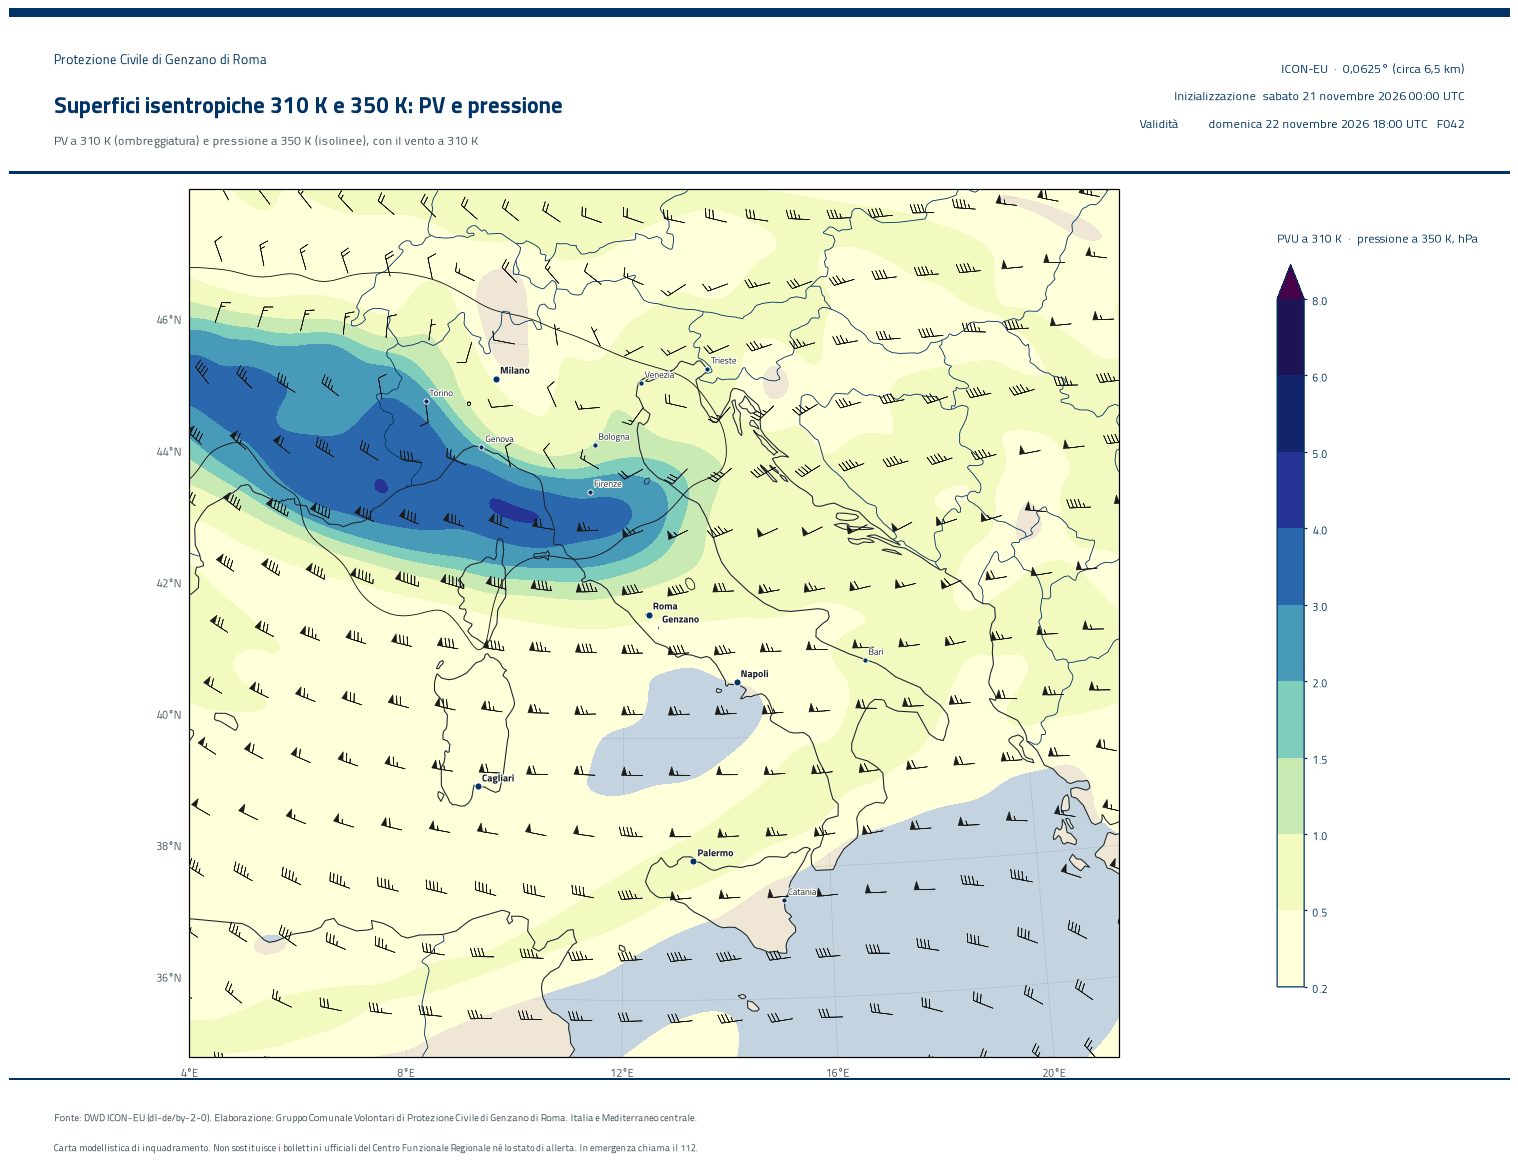 Protezione Civile di Genzano di Roma
Superfici isentropiche 310 K e 350 K: PV e pressione
PV a 310 K (ombreggiatura) e pressione a 350 K (isolinee), con il vento a 310 K
ICON-EU · 0,0625° (circa 6,5 km)
Inizializzazione sabato 21 novembre 2026 00:00 UTC
Validità domenica 22 novembre 2026 18:00 UTC F042
PVU a 310 K · pressione a 350 K, hPa
8.0
6.0
5.0
4.0
3.0
2.0
1.5
1.0
0.5
0.2
46°N
44°N
42°N
40°N
38°N
36°N
4°E
8°E
12°E
16°E
20°E
Milano
Torino
Venezia
Trieste
Genova
Bologna
Firenze
Roma
Genzano
Napoli
Bari
Cagliari
Palermo
Catania
Fonte: DWD ICON-EU (dl-de/by-2-0). Elaborazione: Gruppo Comunale Volontari di Protezione Civile di Genzano di Roma. Italia e Mediterraneo centrale.
Carta modellistica di inquadramento. Non sostituisce i bollettini ufficiali del Centro Funzionale Regionale né lo stato di allerta. In emergenza chiama il 112.